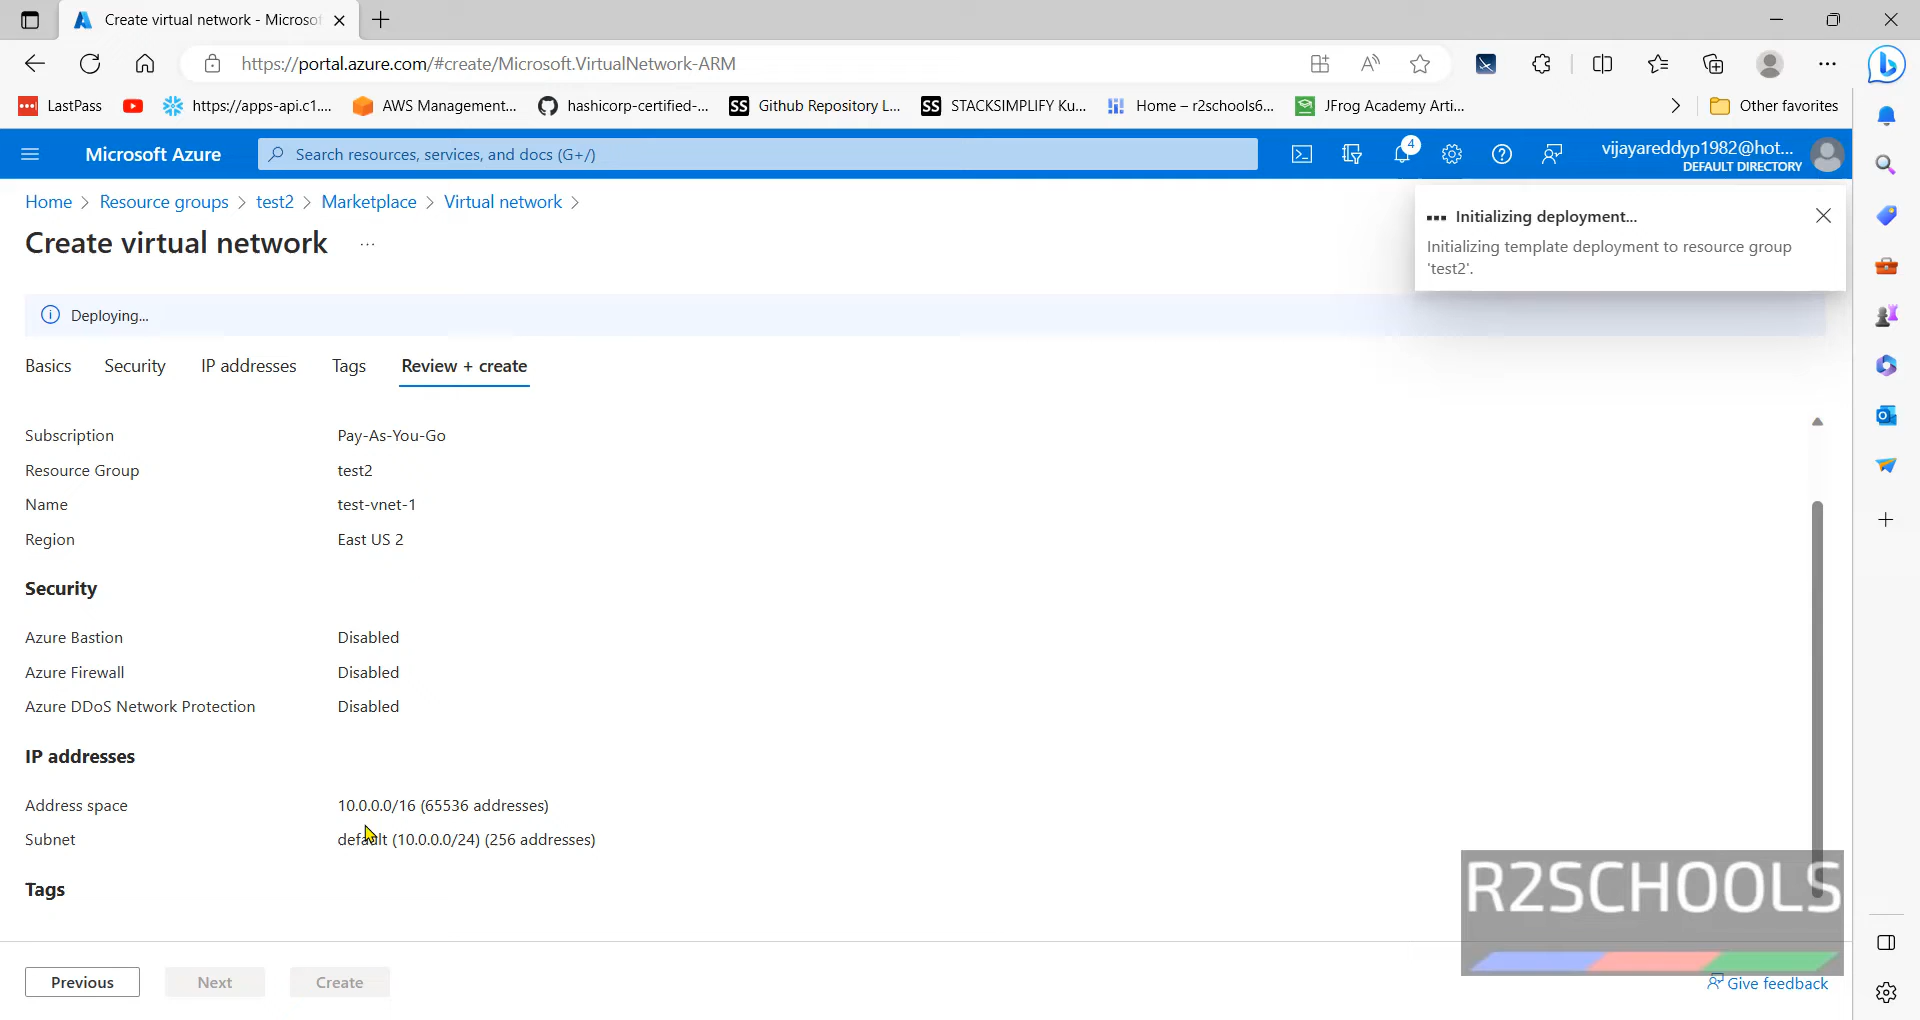 Create virtual network - Microso
https://portal.azure.com/#create/Microsoft.VirtualNetwork-ARM
LastPass
https://apps-api.c1....
AWS Management...
hashicorp-certified-...
SS Github Repository L...
SS STACKSIMPLIFY Ku...
Home – r2schools6...
JFrog Academy Arti...
Other favorites
Microsoft Azure
Search resources, services, and docs (G+/)
4
vijayareddyp1982@hot...
DEFAULT DIRECTORY
Home > Resource groups > test2 > Marketplace > Virtual network >
Create virtual network ...
Initializing deployment...
Initializing template deployment to resource group
'test2'.
Deploying...
Basics Security IP addresses Tags Review + create
Subscription Pay-As-You-Go
Resource Group test2
Name test-vnet-1
Region East US 2
Security
Azure Bastion Disabled
Azure Firewall Disabled
Azure DDoS Network Protection Disabled
IP addresses
Address space 10.0.0.0/16 (65536 addresses)
Subnet default (10.0.0.0/24) (256 addresses)
Tags
R2SCHOOLS
Previous Next Create
Give feedback